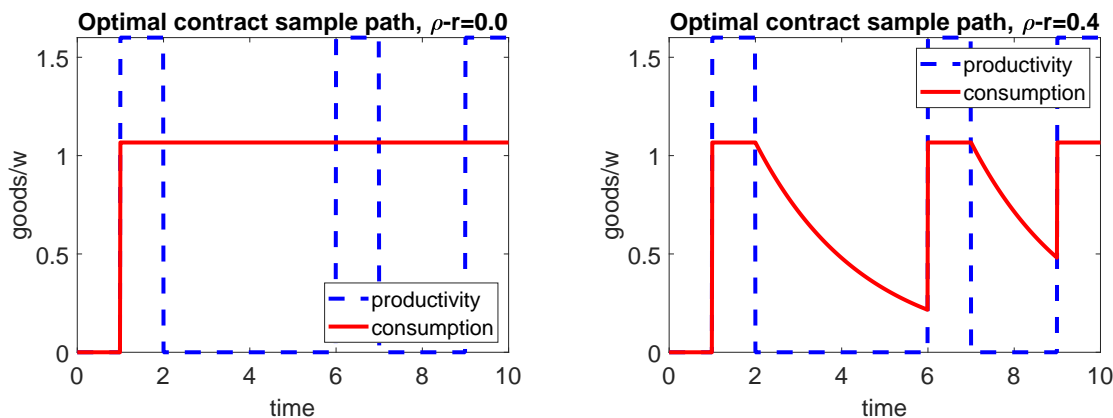 Optimal contract sample path, ρ-r=0.0
goods/w
1.5
1
0.5
0
productivity
consumption
0 2 4 6 8 10
time
Optimal contract sample path, ρ-r=0.4
goods/w
1.5
1
0.5
0
productivity
consumption
0 2 4 6 8 10
time